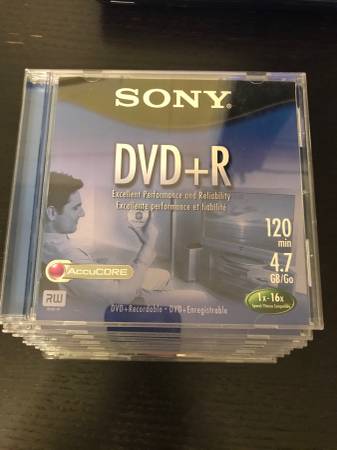 SONY®
DVD+R
Excellent Performance and Reliability
Excellente performance et fiabilité
120
min
4.7
GB/Go
AccuCORE
1x-16x
RW
DVD+Recordable • DVD+Enregistrable